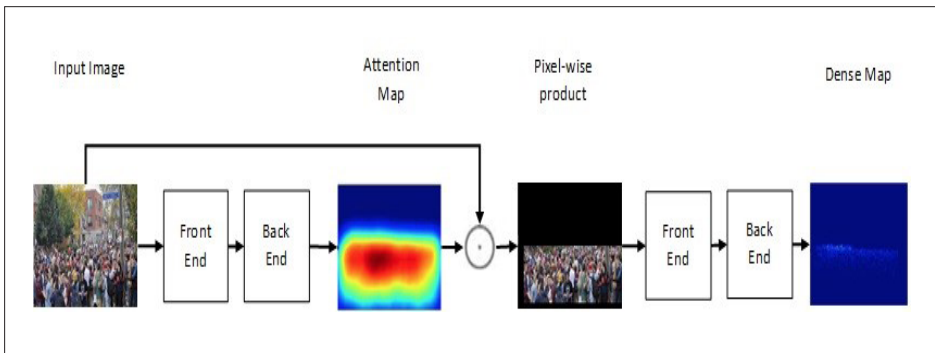 Input Image
Attention
Map
Pixel-wise
product
Dense Map
Front
End
Back
End
Front
End
Back
End